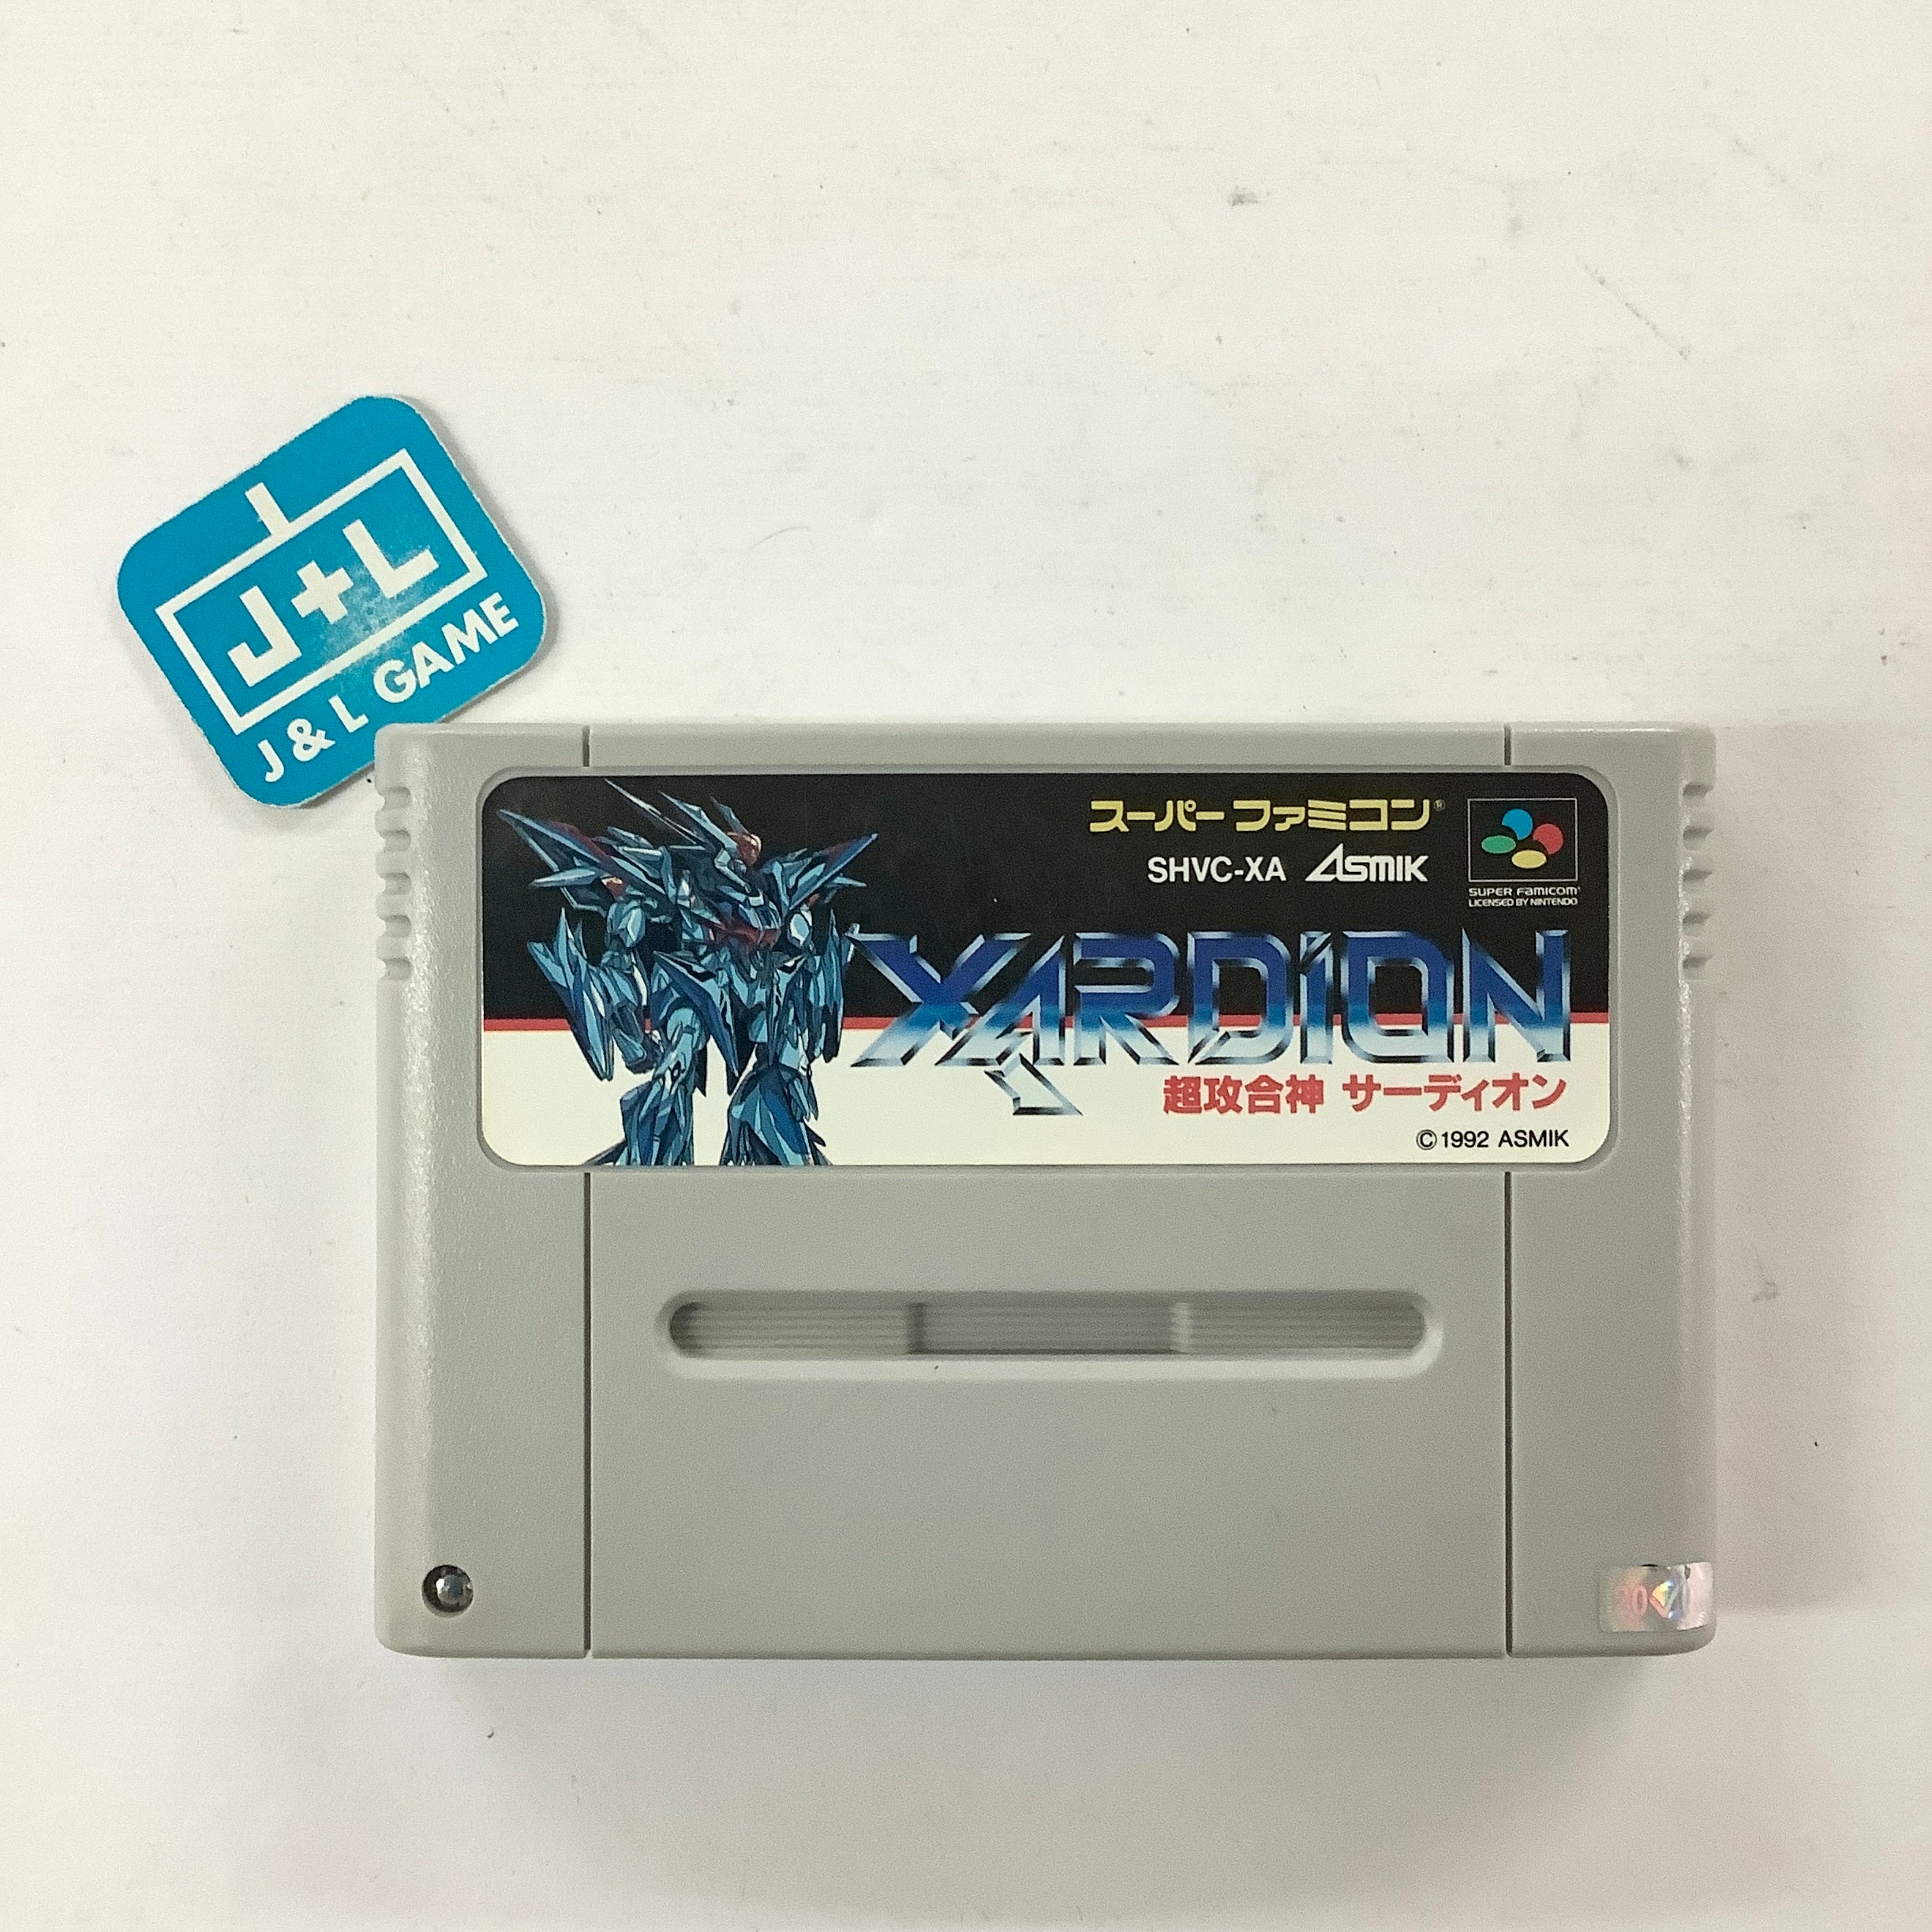 J+L
J & L GAME
スーパーファミコン®
SHVC-XA ASMIK
SUPER FAMICOM
LICENSED BY NINTENDO
XARDION
超攻合神 サーディオン
©1992 ASMIK